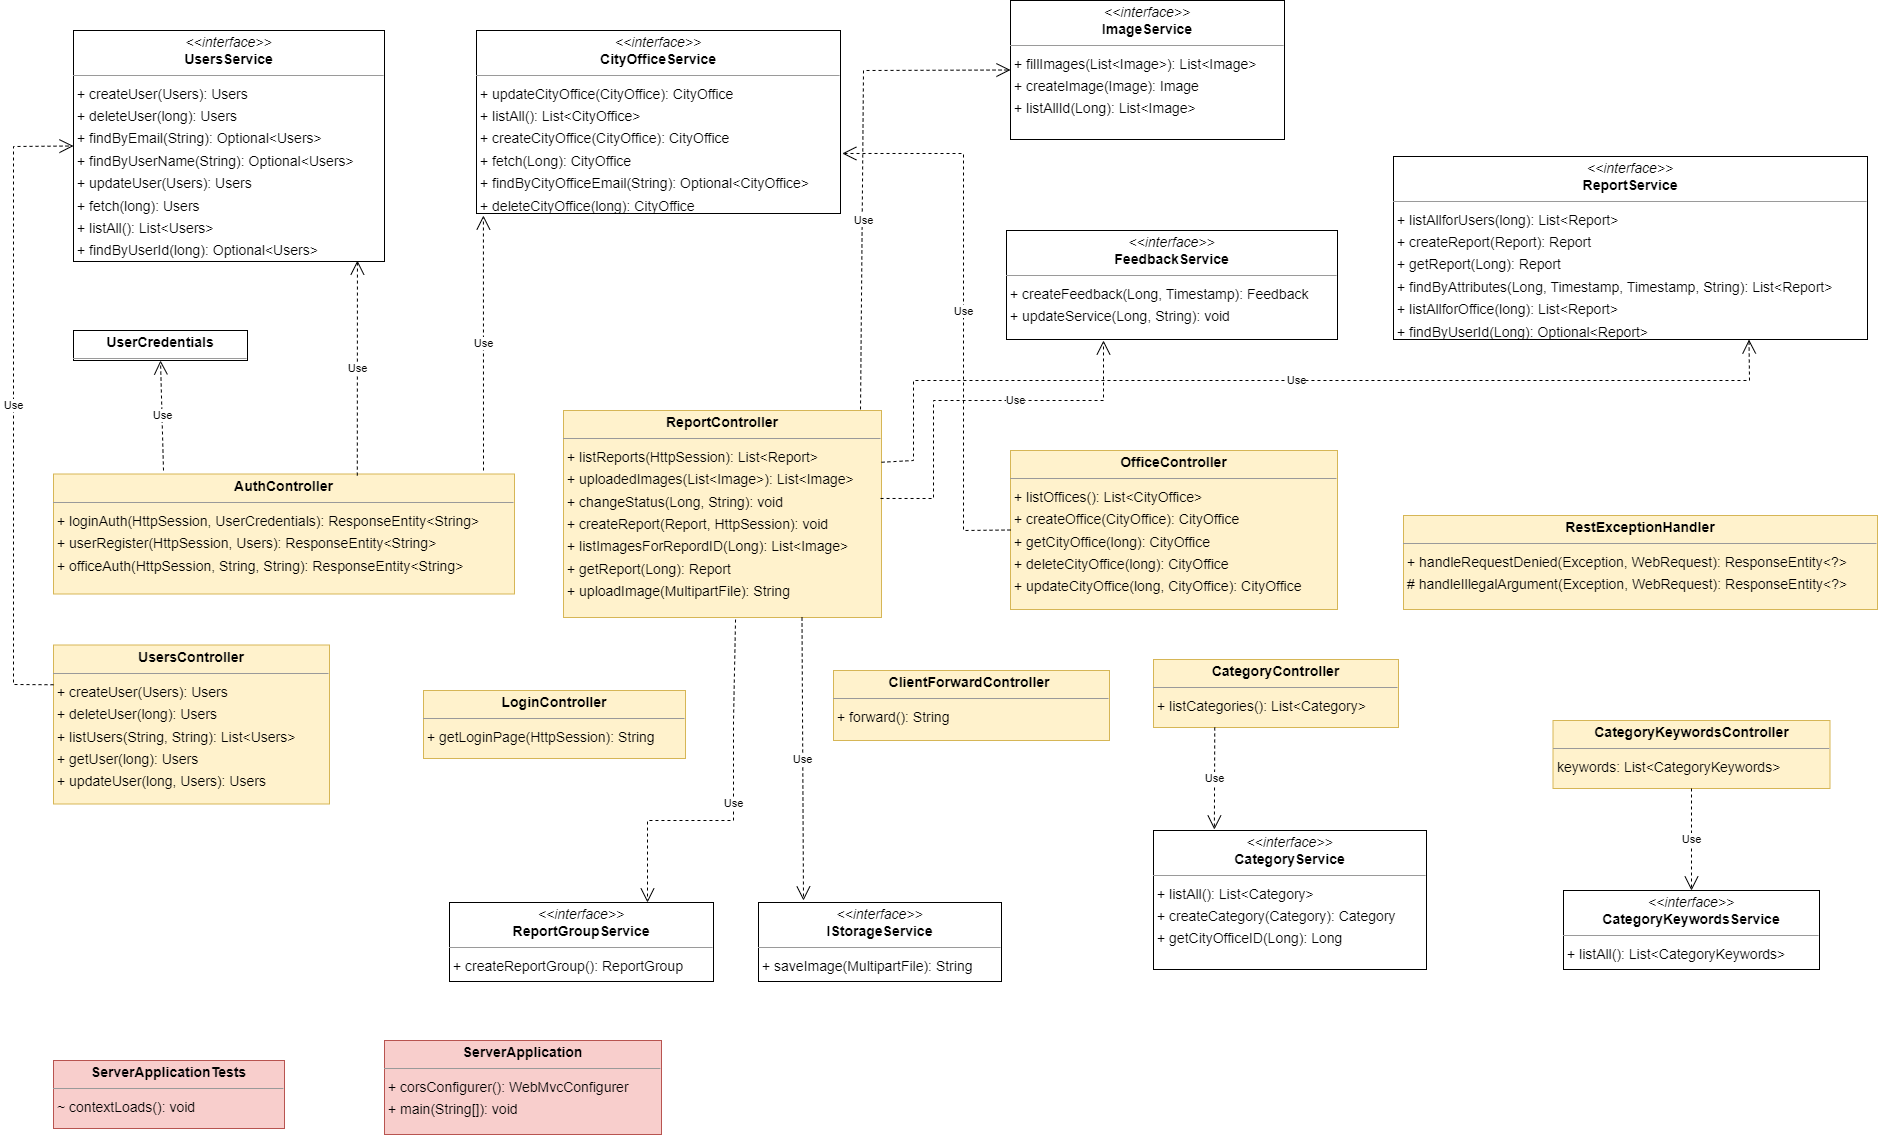 <<interface>>
UsersService
+ createUser(Users): Users
+ deleteUser(long): Users
+ findByEmail(String): Optional<Users>
+ findByUserName(String): Optional<Users>
+ updateUser(Users): Users
+ fetch(long): Users
+ listAll(): List<Users>
+ findByUserId(long): Optional<Users>
<<interface>>
CityOfficeService
+ updateCityOffice(CityOffice): CityOffice
+ listAll(): List<CityOffice>
+ createCityOffice(CityOffice): CityOffice
+ fetch(Long): CityOffice
+ findByCityOfficeEmail(String): Optional<CityOffice>
+ deleteCityOffice(long): CityOffice
<<interface>>
ImageService
+ fillImages(List<Image>): List<Image>
+ createImage(Image): Image
+ listAllId(Long): List<Image>
<<interface>>
ReportService
+ listAllforUsers(long): List<Report>
+ createReport(Report): Report
+ getReport(Long): Report
+ findByAttributes(Long, Timestamp, Timestamp, String): List<Report>
+ listAllforOffice(long): List<Report>
+ findByUserId(Long): Optional<Report>
<<interface>>
FeedbackService
+ createFeedback(Long, Timestamp): Feedback
+ updateService(Long, String): void
Use
Use
UserCredentials
Use
Use
Use
Use
Use
Use
AuthController
+ loginAuth(HttpSession, UserCredentials): ResponseEntity<String>
+ userRegister(HttpSession, Users): ResponseEntity<String>
+ officeAuth(HttpSession, String, String): ResponseEntity<String>
ReportController
+ listReports(HttpSession): List<Report>
+ uploadedImages(List<Image>): List<Image>
+ changeStatus(Long, String): void
+ createReport(Report, HttpSession): void
+ listImagesForRepordID(Long): List<Image>
+ getReport(Long): Report
+ uploadImage(MultipartFile): String
OfficeController
+ listOffices(): List<CityOffice>
+ createOffice(CityOffice): CityOffice
+ getCityOffice(long): CityOffice
+ deleteCityOffice(long): CityOffice
+ updateCityOffice(long, CityOffice): CityOffice
RestExceptionHandler
+ handleRequestDenied(Exception, WebRequest): ResponseEntity<?>
# handleIllegalArgument(Exception, WebRequest): ResponseEntity<?>
UsersController
+ createUser(Users): Users
+ deleteUser(long): Users
+ listUsers(String, String): List<Users>
+ getUser(long): Users
+ updateUser(long, Users): Users
LoginController
+ getLoginPage(HttpSession): String
ClientForwardController
+ forward(): String
CategoryController
+ listCategories(): List<Category>
CategoryKeywordsController
keywords: List<CategoryKeywords>
Use
Use
Use
Use
<<interface>>
ReportGroupService
+ createReportGroup(): ReportGroup
<<interface>>
IStorageService
+ saveImage(MultipartFile): String
<<interface>>
CategoryService
+ listAll(): List<Category>
+ createCategory(Category): Category
+ getCityOfficeID(Long): Long
<<interface>>
CategoryKeywordsService
+ listAll(): List<CategoryKeywords>
ServerApplicationTests
~ contextLoads(): void
ServerApplication
+ corsConfigurer(): WebMvcConfigurer
+ main(String[]): void